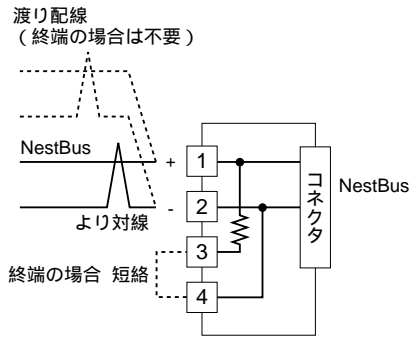 渡り配線
（終端の場合は不要）
NestBus
より対線
+
-
1
2
3
4
終端の場合 短絡
コネクタ
NestBus